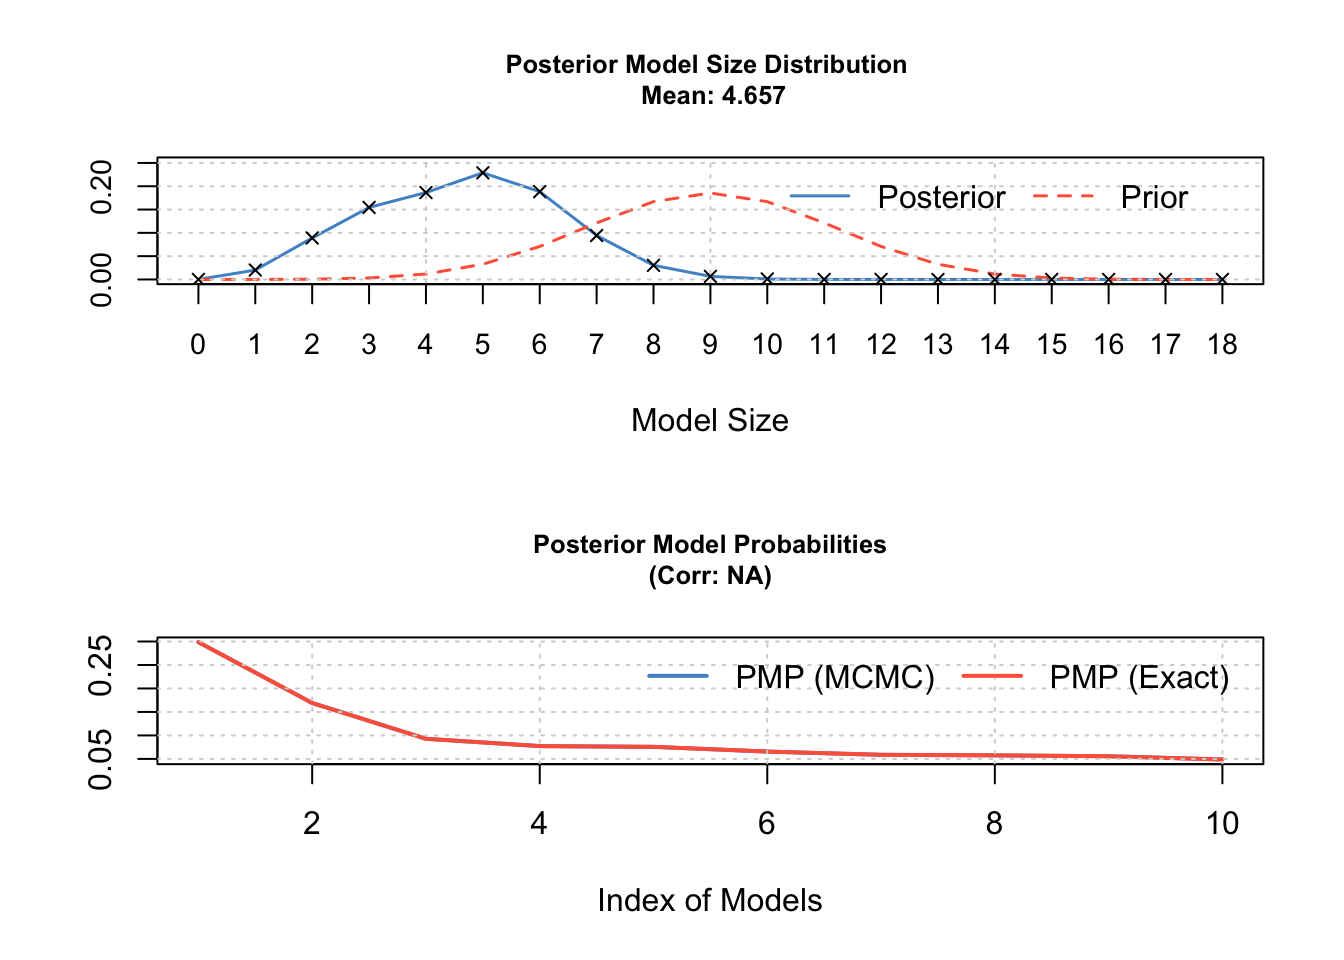 Posterior Model Size Distribution
Mean: 4.657
0.20
0.00
Posterior
Prior
0 1 2 3 4 5 6 7 8 9 10 11 12 13 14 15 16 17 18
Model Size
Posterior Model Probabilities
(Corr: NA)
0.25
0.05
PMP (MCMC)
PMP (Exact)
2 4 6 8 10
Index of Models